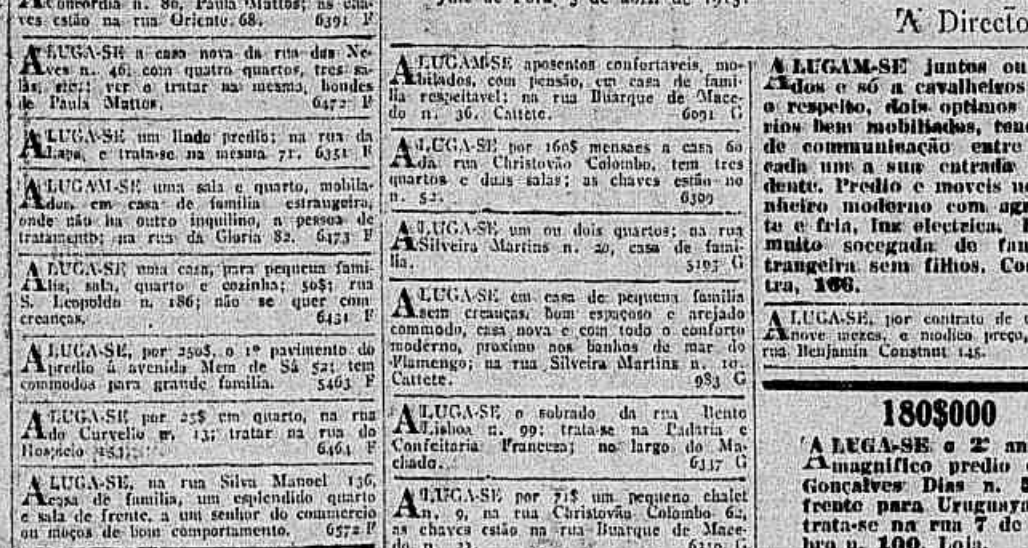 Concordia n. 80, Paula Mattos; as cha-
ves estão na rua Oriente 68. 6391 F
ALUGA-SE a casa nova da rua das Ne-
ves n. 46; com quatro quartos, tres sa-
las, etc.; ver o tratar na mesma, bondes
de Paula Mattos. 6472 F
ALUGA-SE um lindo predio; na rua da
Lapa, e trata-se na mesma 71. 6351 F
ALUGAM-SE uma sala e quarto, mobila-
dos, em casa de familia estrangeira,
onde não ha outro inquilino, a pessoa de
tratamento; na rua da Gloria 82. 6473 F
ALUGA-SE uma casa, para pequena fami-
lia; sala, quarto e cozinha; 50$; rua
S. Leopoldo n. 186; não se quer com
creanças. 6431 F
ALUGA-SE, por 250$, o 1º pavimento do
predio á avenida Mem de Sá 52; tem
commodos para grande familia. 5463 F
ALUGA-SE por 25$ em quarto, na rua
do Curvello n. 13; tratar na rua do
Hospicio 6464 F
ALUGA-SE, na rua Silva Manoel 136,
casa de familia, um esplendido quarto
e sala de frente, a um senhor do commercio
ou moços de bom comportamento. 6572 F
ALUGAM-SE aposentos confortaveis, mo-
bilados, com pensão, em casa de fami-
lia respeitavel; na rua Buarque de Mace-
do n. 36. Cattete. 6091 G
ALUGA-SE por 160$ mensaes a casa 60
da rua Christovão Colombo, tem tres
quartos e duas salas; as chaves estão no
n. 52. 6309
ALUGA-SE um ou dois quartos; na rua
Silveira Martins n. 20, casa de fami-
lia. 5197 G
ALUGA-SE em casa de pequena familia
sem creanças, bom espaçoso e arejado
commodo, casa nova e com todo o conforto
moderno, proximo aos banhos de mar do
Flamengo; na rua Silveira Martins n. 10.
Cattete. 983 G
ALUGA-SE o sobrado da rua Bento
Lisboa n. 99: trata-se na Padaria e
Confeitaria Franceza; no largo do Ma-
chado. 6337 G
ALUGA-SE por 71$ um pequeno chalet
n. 9, na rua Christovão Colombo 62,
as chaves estão na rua Buarque de Mace-
do n.
A Directo
ALUGAM-SE juntos ou
dos e só a cavalheiros
o respeito, dois optimos
rios bem mobiliados, ten
de communicação entre
cada um a sua entrada
dente. Predio e moveis n
nheiro moderno com ag
te e fria, luz electrica.
muito socegada de fam
trangeira sem filhos. Co
tra, 166.
ALUGA-SE, por contrato de
nove mezes, e modico preço,
rua Benjamin Constant 145.
180$000
ALUGA-SE o 2º an
magnifico predio
Gonçalves Dias n. 5
frente para Uruguay
trata-se na rua 7 de
bro n. 100, Loja.